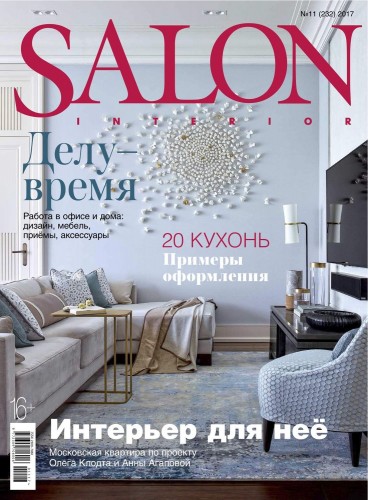 №11 (232) 2017
SALON
INTERIOR
Делу–
время
Работа в офисе и дома:
дизайн, мебель,
приёмы, аксессуары
20 КУХОНЬ
Примеры
оформления
16+
Интерьер для неё
Московская квартира по проекту
Олега Клодта и Анны Агаповой